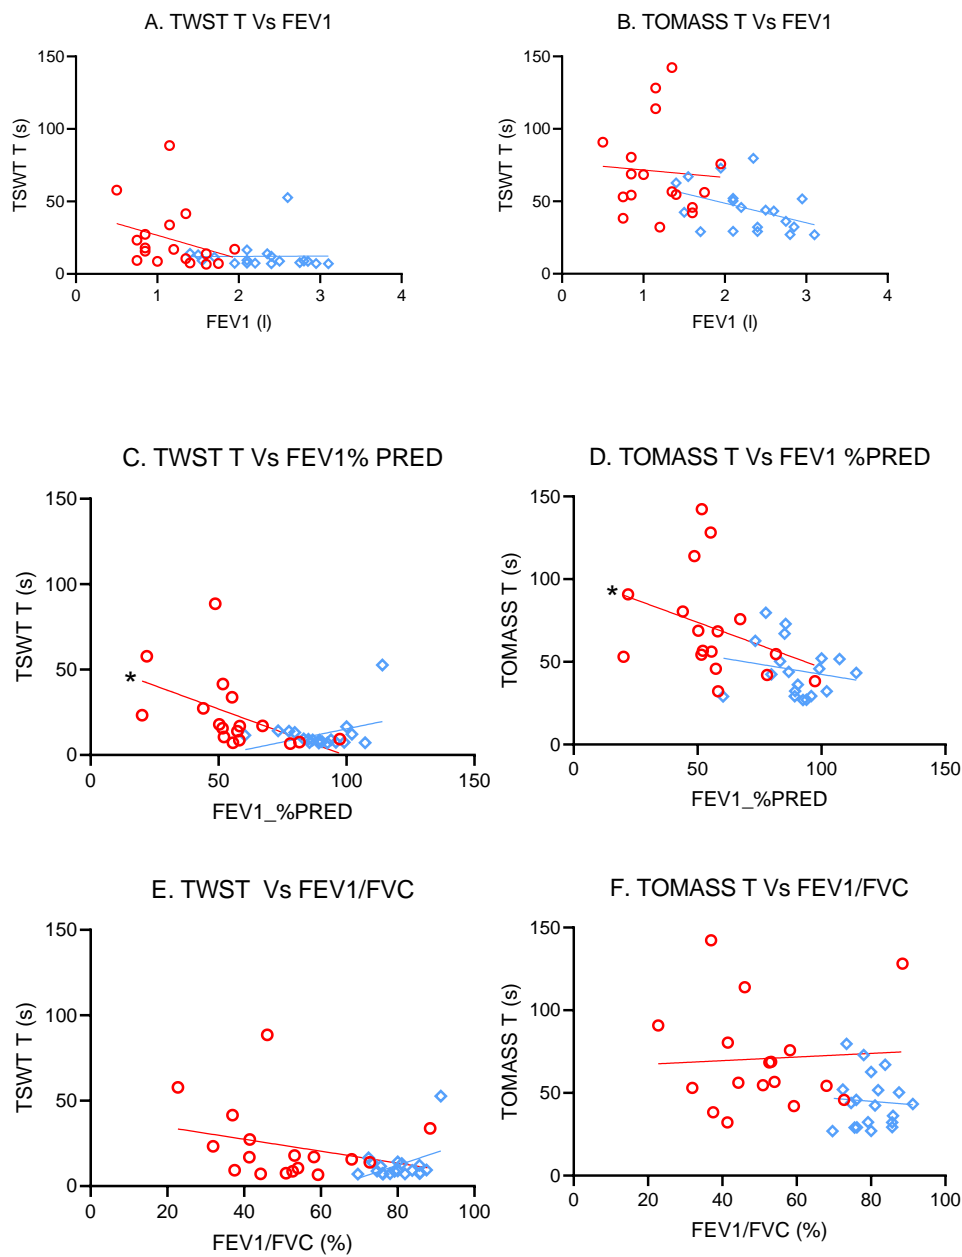 A. TWST T Vs FEV1
B. TOMASS T Vs FEV1
TSWT T (s)
150
100
50
0
0 1 2 3 4
FEV1 (l)
TSWT T (s)
150
100
50
0
0 1 2 3 4
FEV1 (l)
C. TWST T Vs FEV1% PRED
D. TOMASS T Vs FEV1 %PRED
TSWT T (s)
150
100
50
0
*
0 50 100 150
FEV1_%PRED
TOMASS T (s)
150
100
50
0
*
0 50 100 150
FEV1_%PRED
E. TWST Vs FEV1/FVC
F. TOMASS T Vs FEV1/FVC
TSWT T (s)
150
100
50
0
0 20 40 60 80 100
FEV1/FVC (%)
TOMASS T (s)
150
100
50
0
0 20 40 60 80 100
FEV1/FVC (%)